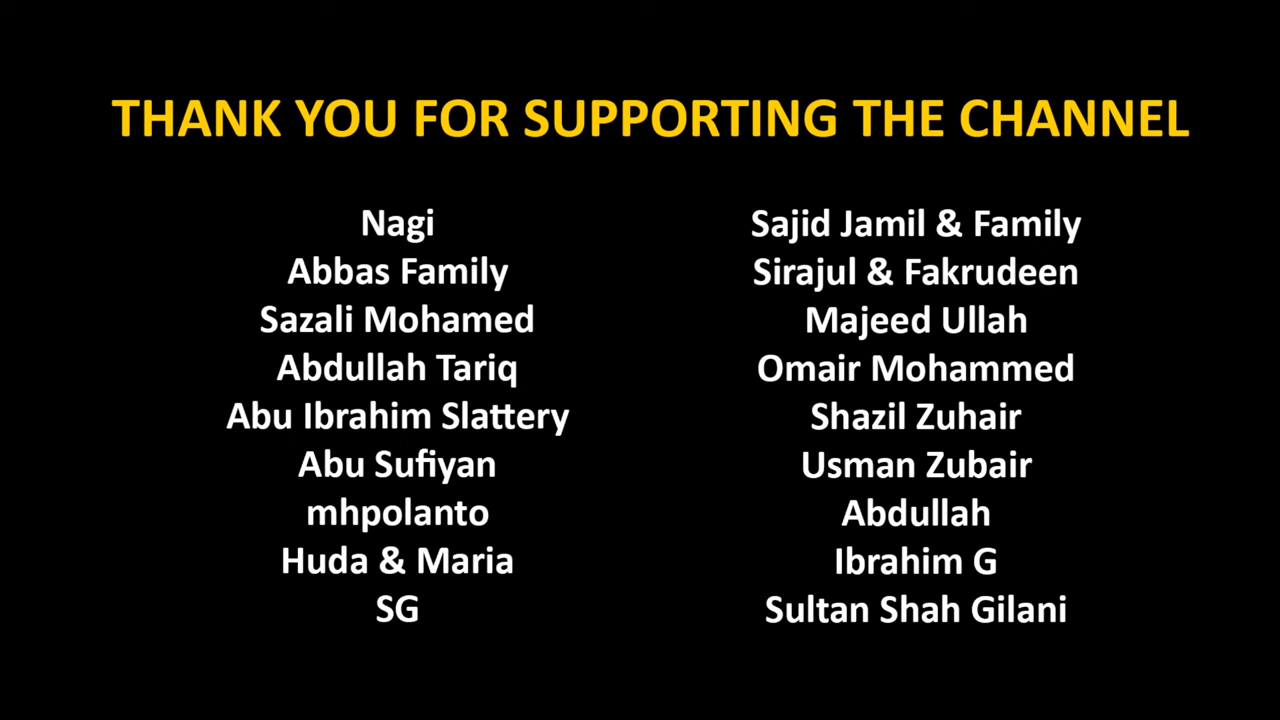 THANK YOU FOR SUPPORTING THE CHANNEL
Nagi
Abbas Family
Sazali Mohamed
Abdullah Tariq
Abu Ibrahim Slattery
Abu Sufiyan
mhpolanto
Huda & Maria
SG
Sajid Jamil & Family
Sirajul & Fakrudeen
Majeed Ullah
Omair Mohammed
Shazil Zuhair
Usman Zubair
Abdullah
Ibrahim G
Sultan Shah Gilani